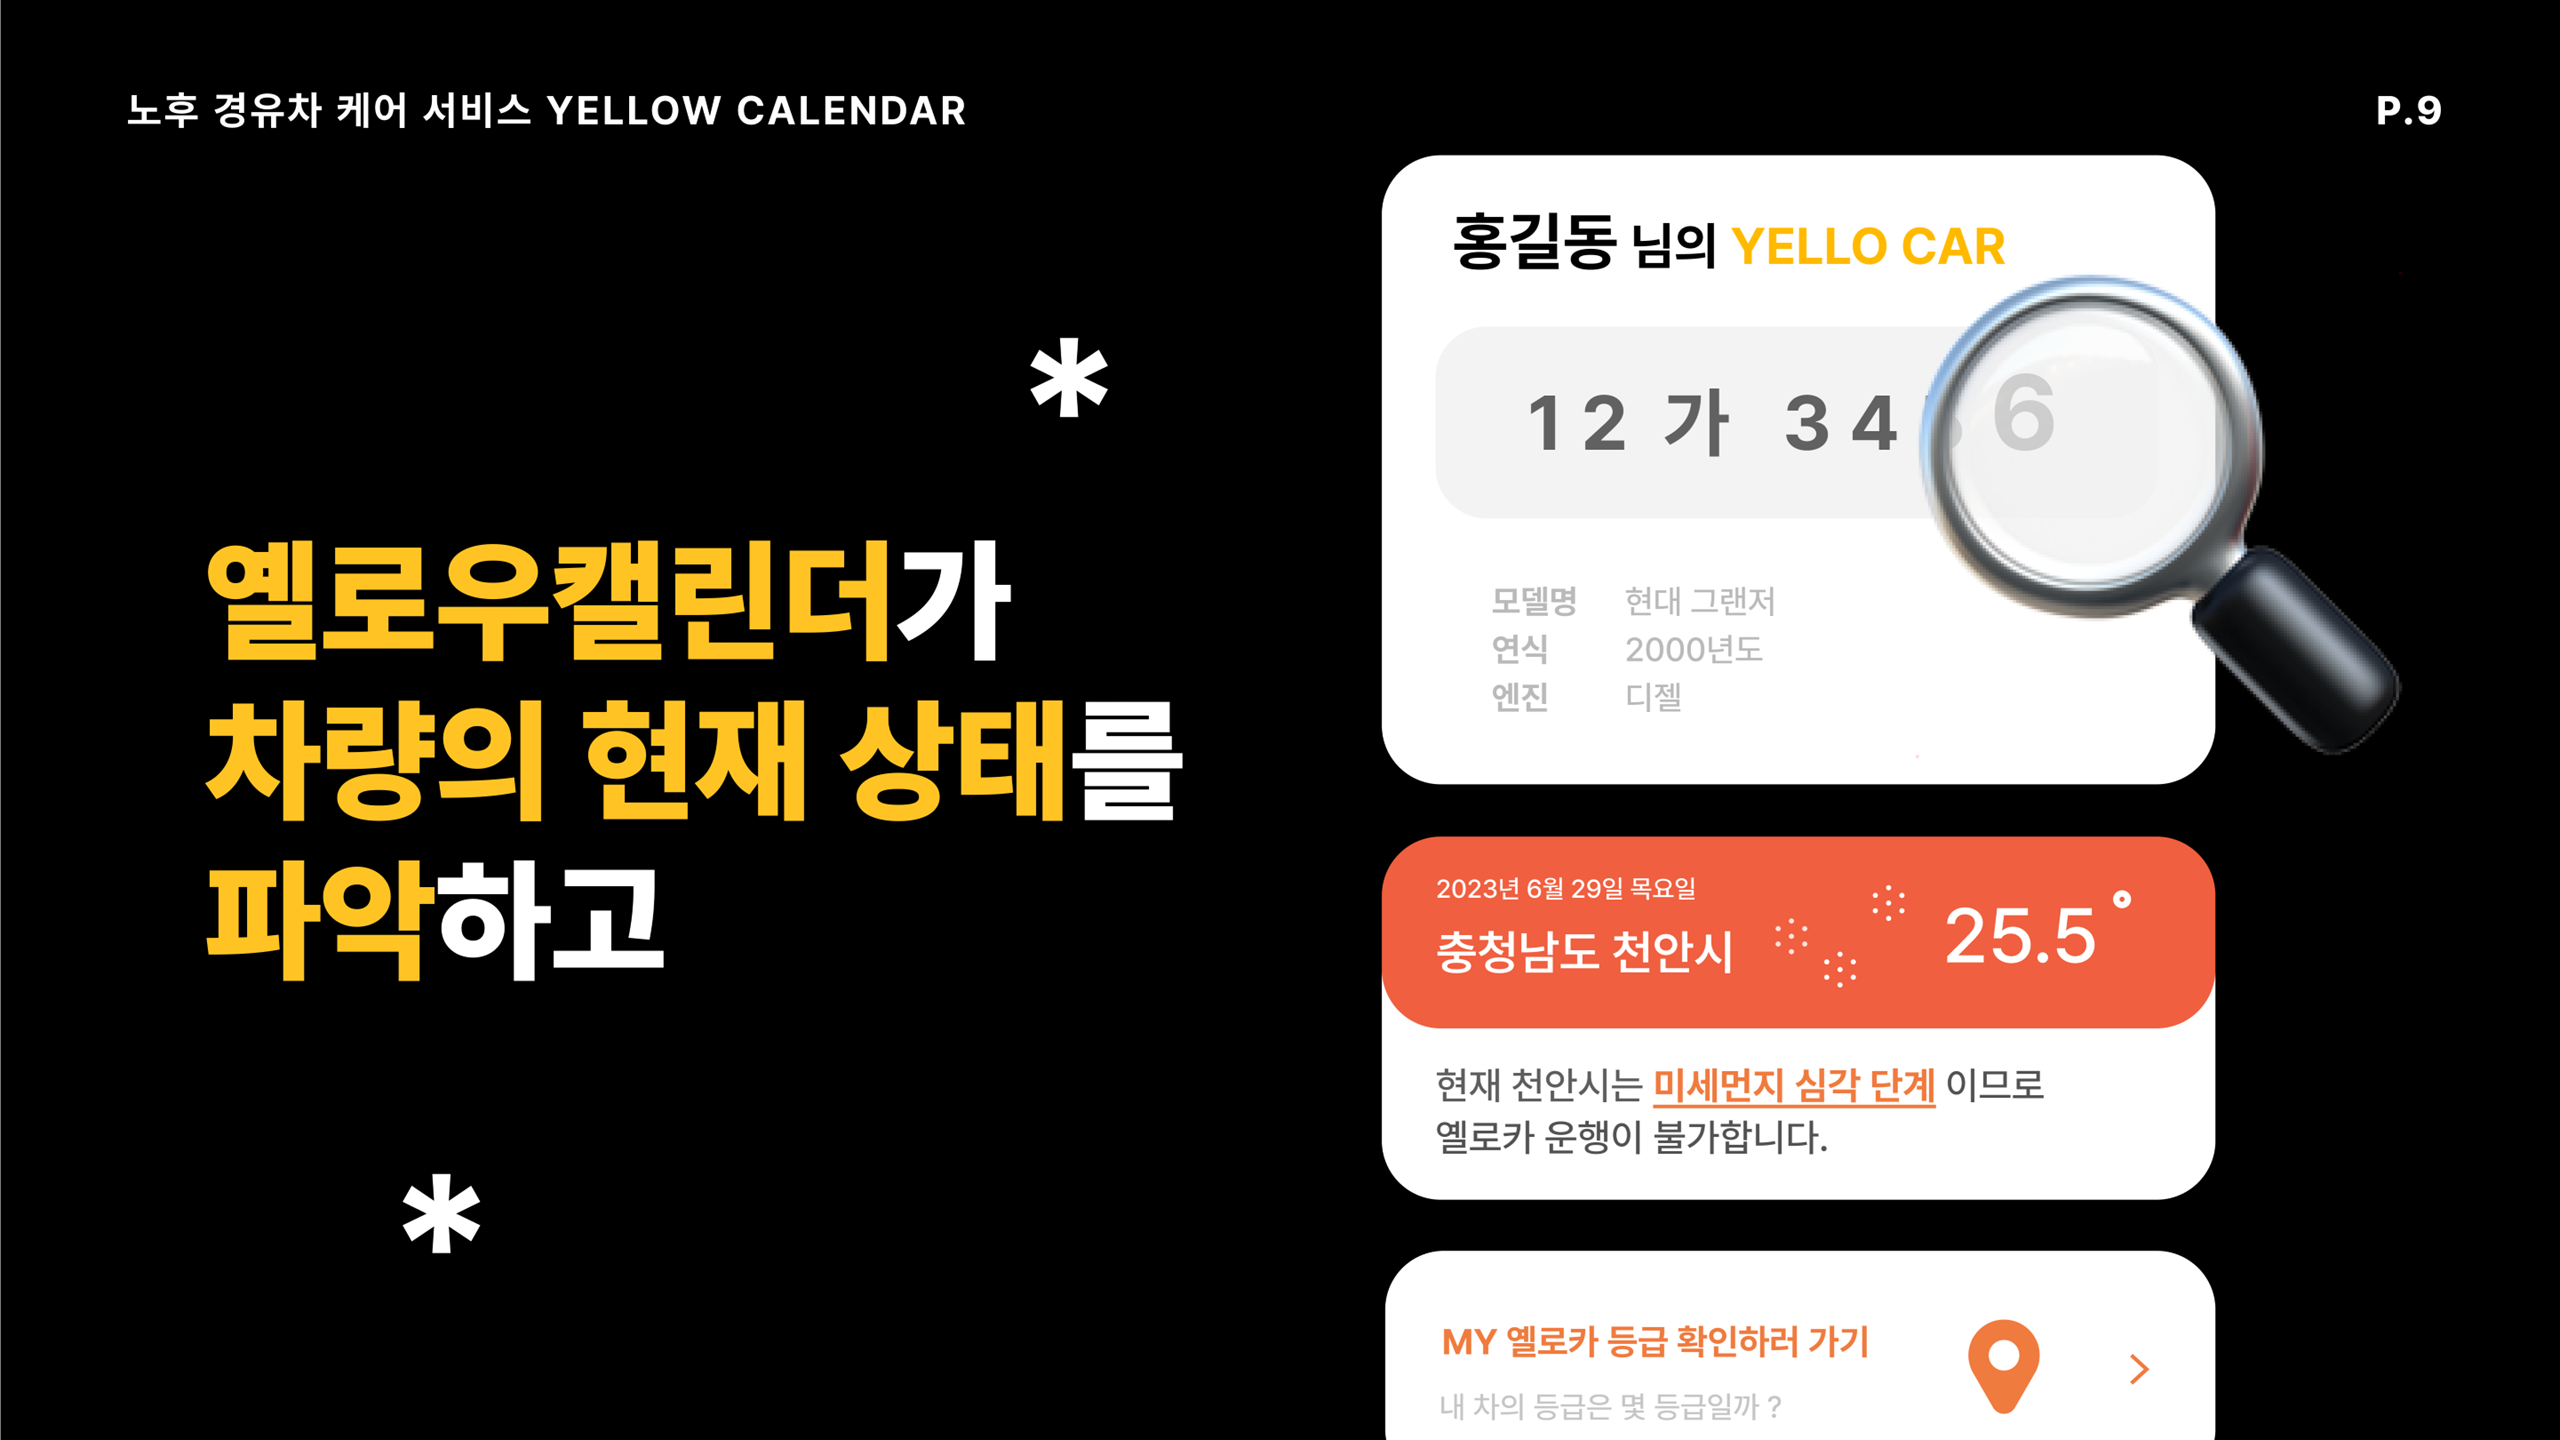 노후 경유차 케어 서비스 YELLOW CALENDAR
P.9
*
옐로우캘린더가
차량의 현재 상태를
파악하고
*
홍길동 님의 YELLO CAR
12 가 34 6
모델명 현대 그랜저
연식 2000년도
엔진 디젤
2023년 6월 29일 목요일
충청남도 천안시
25.5°
현재 천안시는 미세먼지 심각 단계 이므로
옐로카 운행이 불가합니다.
MY 옐로카 등급 확인하러 가기
내 차의 등급은 몇 등급일까 ?